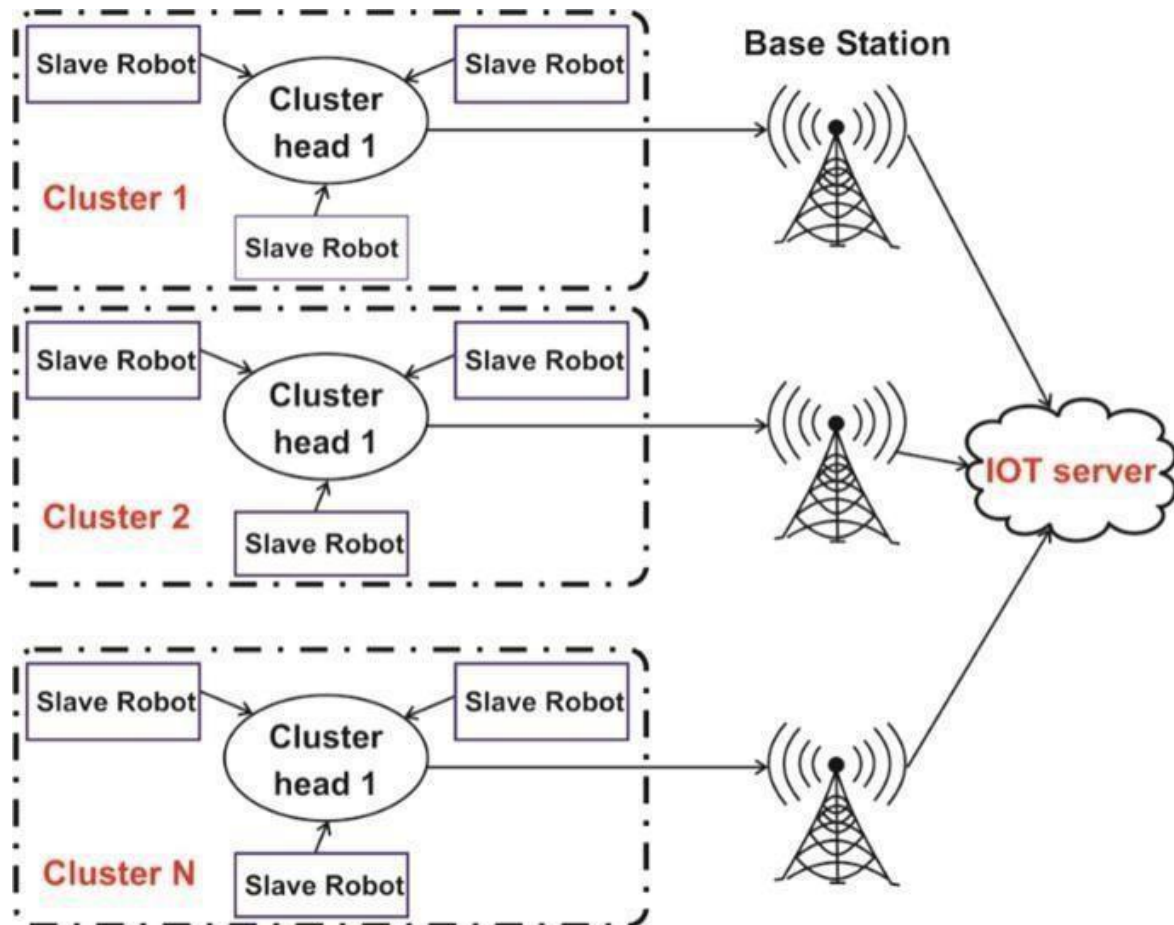 Slave Robot
Slave Robot
Base Station
Cluster
head 1
Cluster 1
Slave Robot
Slave Robot
Slave Robot
Cluster
head 1
IOT server
Cluster 2
Slave Robot
Slave Robot
Slave Robot
Cluster
head 1
Cluster N
Slave Robot